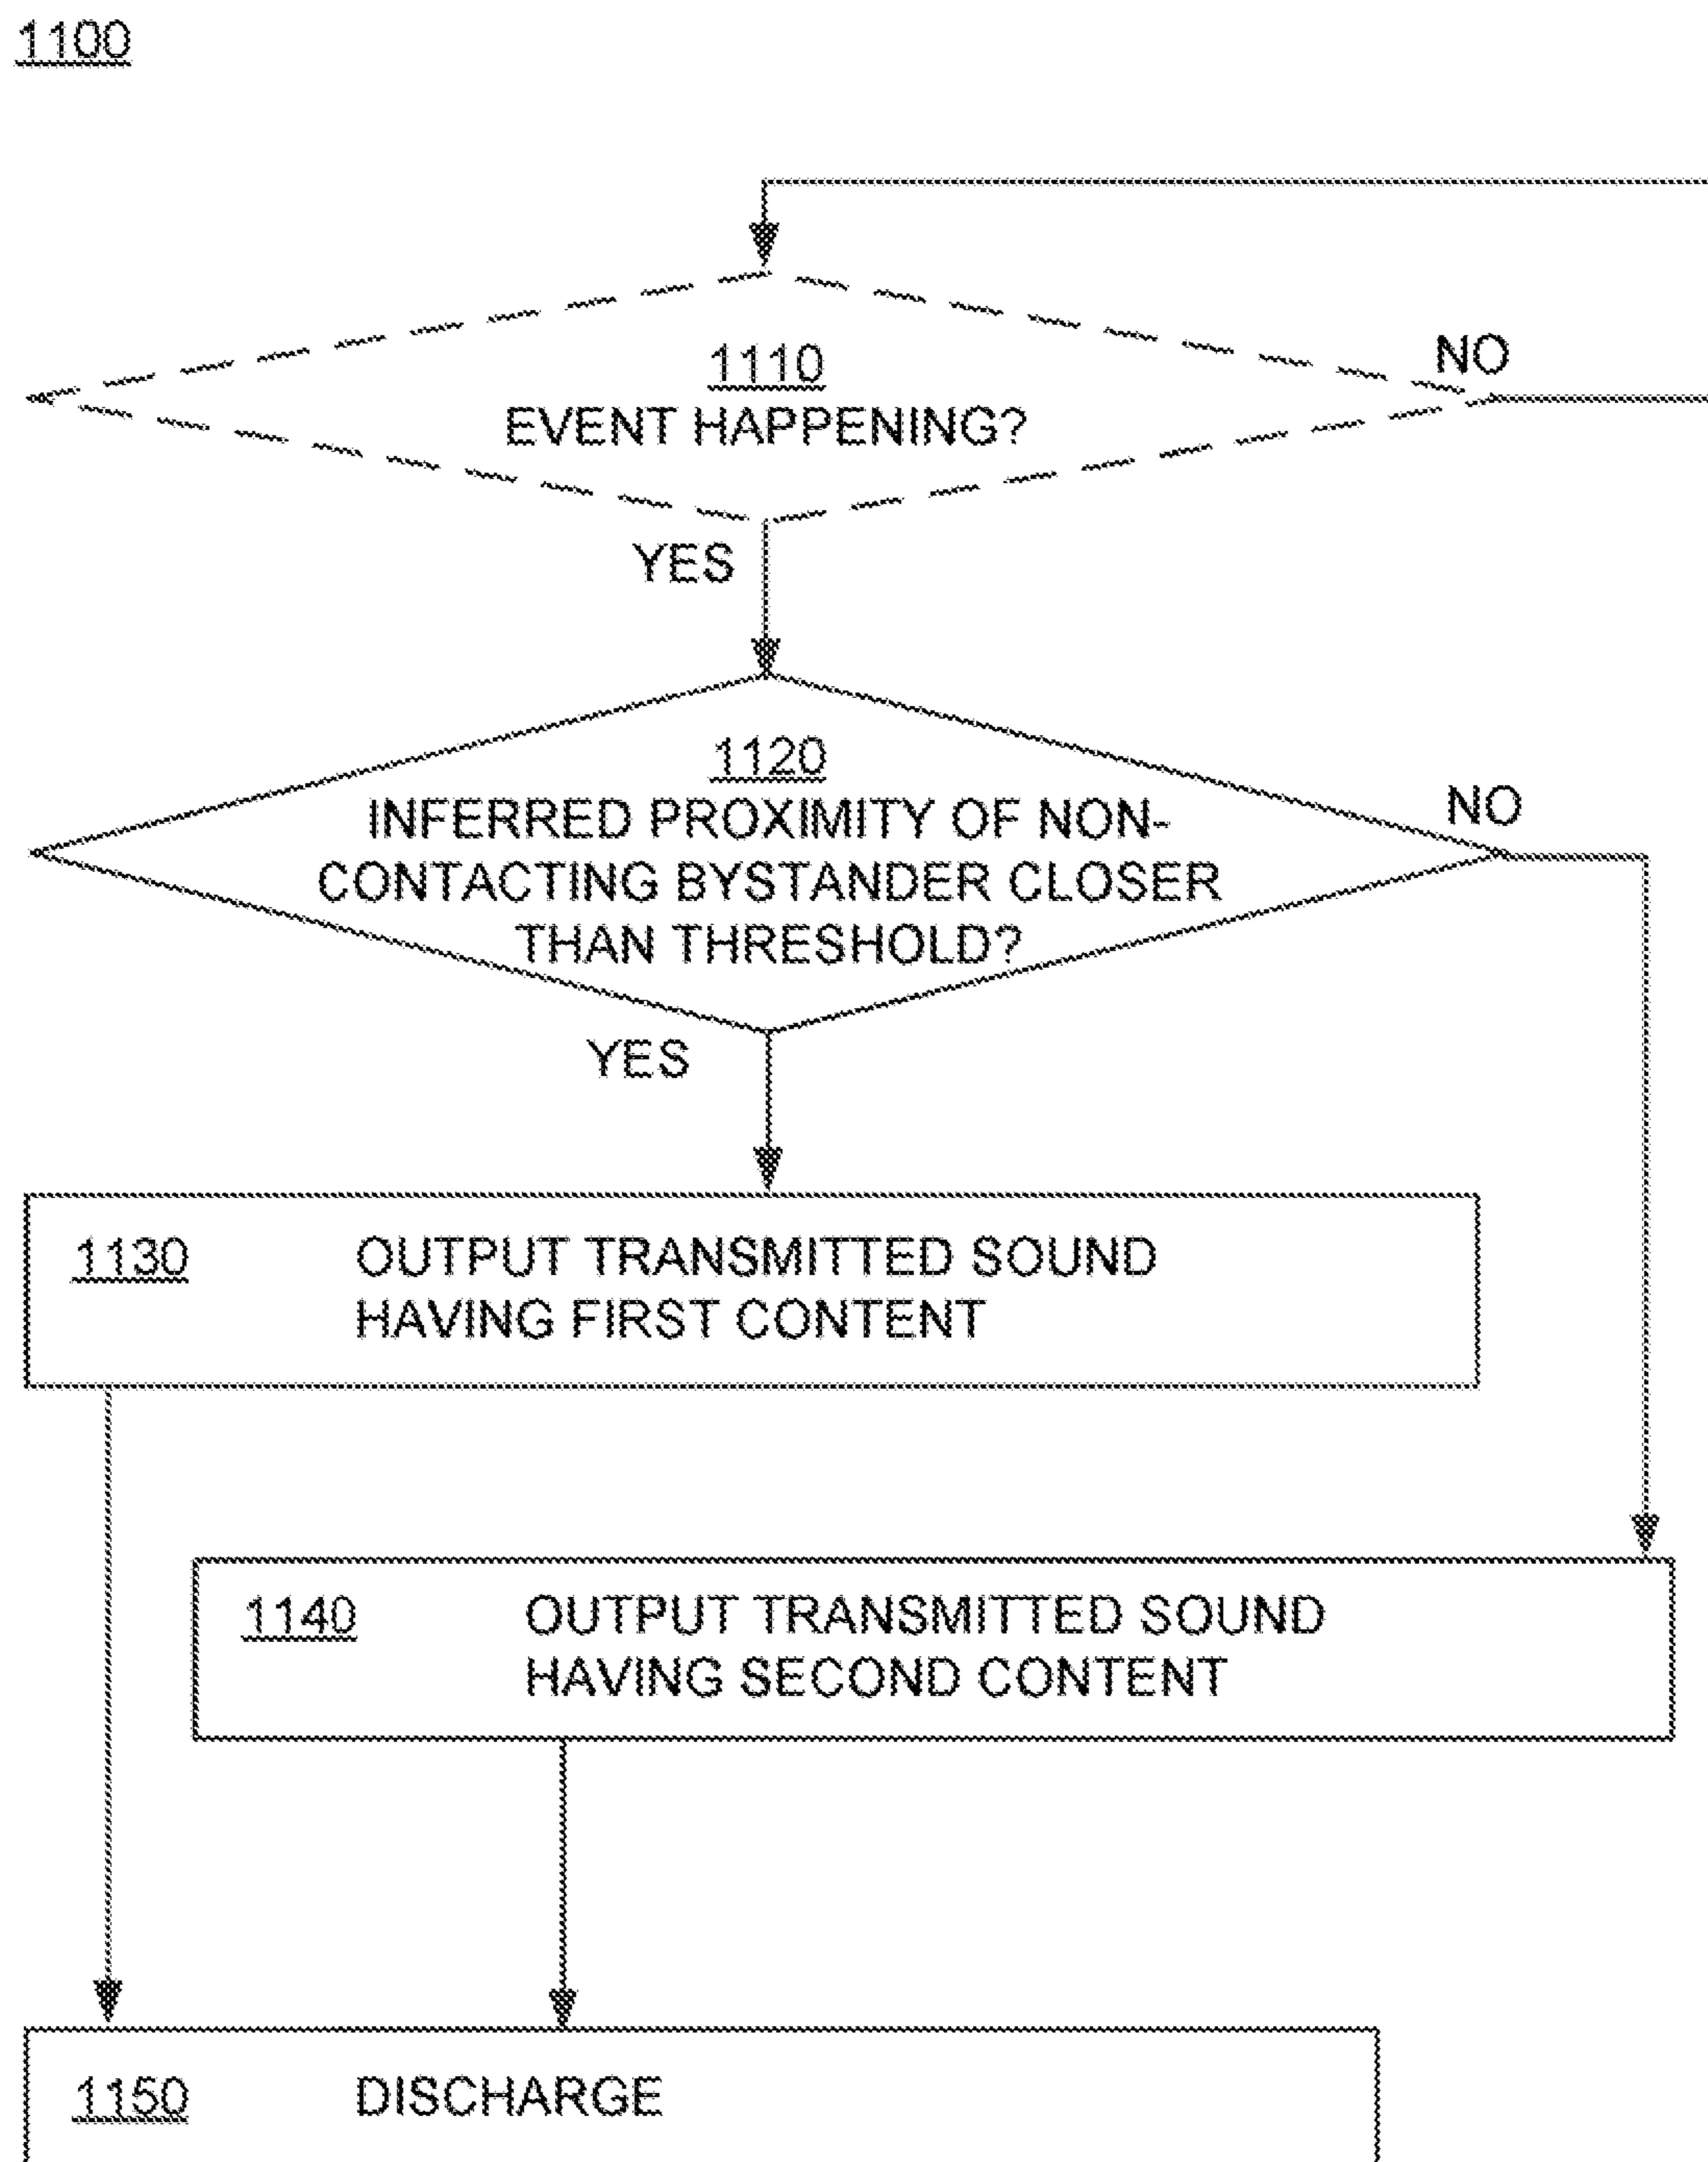 1100
1110
NO
EVENT HAPPENING?
YES
1120
NO
INFERRED PROXIMITY OF NON-
CONTACTING BYSTANDER CLOSER
THAN THRESHOLD?
YES
1130 OUTPUT TRANSMITTED SOUND
HAVING FIRST CONTENT
1140 OUTPUT TRANSMITTED SOUND
HAVING SECOND CONTENT
1150 DISCHARGE